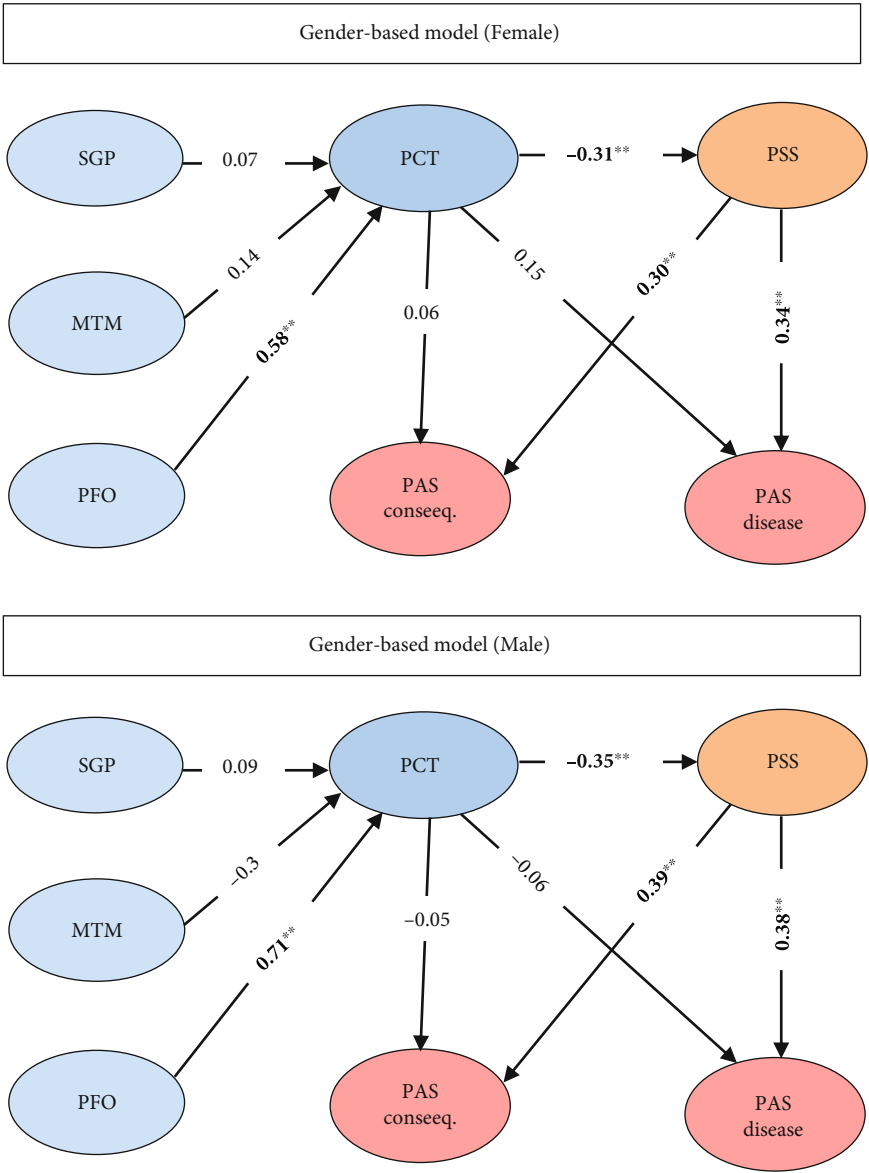 Gender-based model (Female)
SGP
0.07
PCT
–0.31**
PSS
MTM
0.14
0.58**
0.06
0.15
0.30**
0.34**
PFO
PAS
conseeq.
PAS
disease
Gender-based model (Male)
SGP
0.09
PCT
–0.35**
PSS
MTM
–0.3
0.71**
–0.05
–0.06
0.39**
0.38**
PFO
PAS
conseeq.
PAS
disease